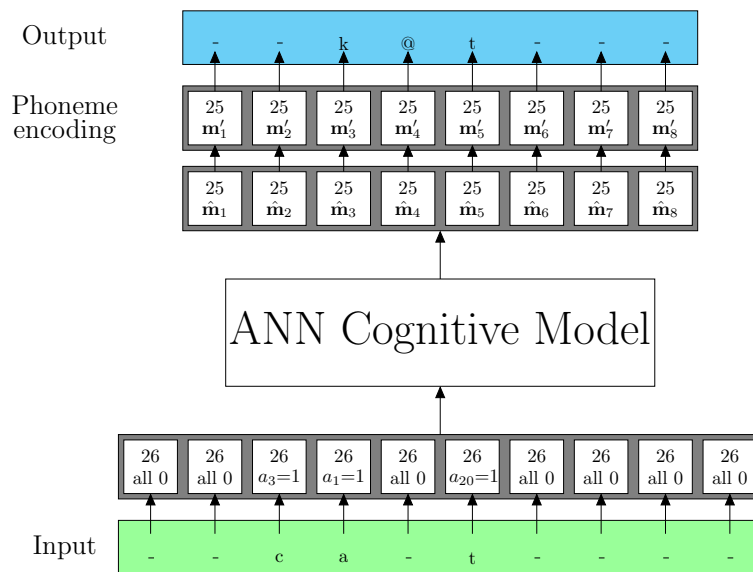 Output
- - k @ t - - -
Phoneme
encoding
25 25 25 25 25 25 25 25
m′₁ m′₂ m′₃ m′₄ m′₅ m′₆ m′₇ m′₈
25 25 25 25 25 25 25 25
m̂₁ m̂₂ m̂₃ m̂₄ m̂₅ m̂₆ m̂₇ m̂₈
ANN Cognitive Model
26 26 26 26 26 26 26 26 26 26
all 0 all 0 a₃=1 a₁=1 all 0 a₂₀=1 all 0 all 0 all 0 all 0
Input
- - c a - t - - - -